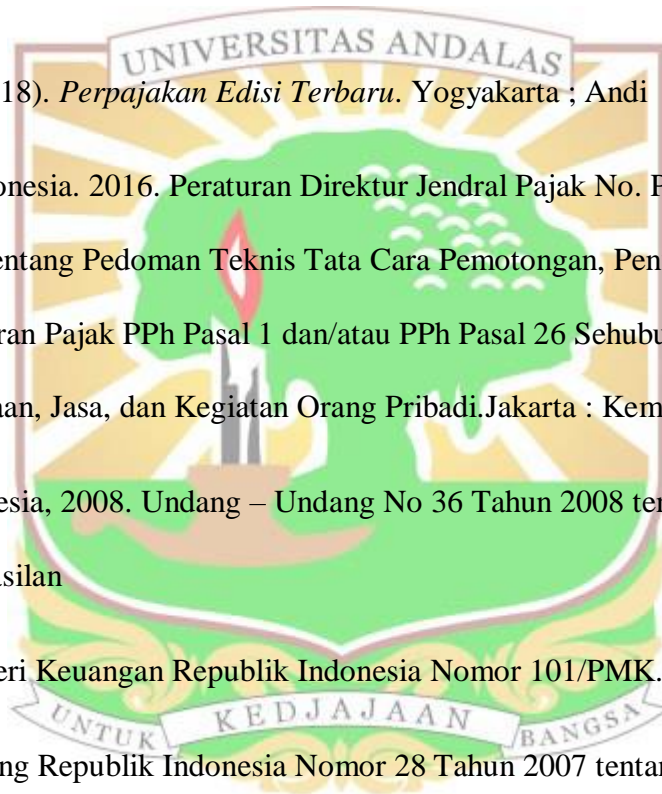 UNIVERSITAS ANDALAS
18). Perpajakan Edisi Terbaru. Yogyakarta ; Andi
onesia. 2016. Peraturan Direktur Jendral Pajak No. P
entang Pedoman Teknis Tata Cara Pemotongan, Pen
ran Pajak PPh Pasal 1 dan/atau PPh Pasal 26 Sehubu
aan, Jasa, dan Kegiatan Orang Pribadi.Jakarta : Kem
esia, 2008. Undang – Undang No 36 Tahun 2008 ten
asilan
eri Keuangan Republik Indonesia Nomor 101/PMK.
UNTUK KEDJAJAAN BANGSA
ng Republik Indonesia Nomor 28 Tahun 2007 tentan